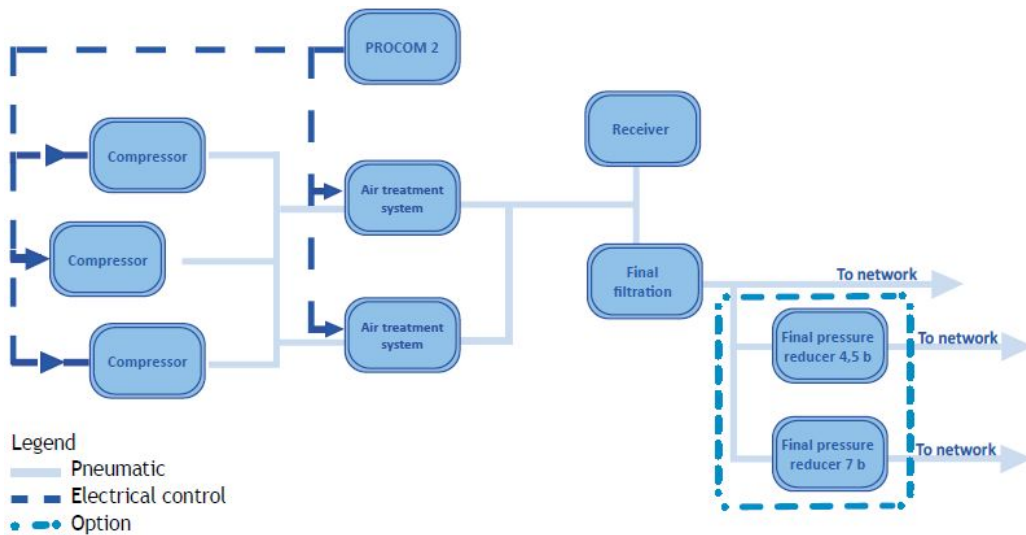 PROCOM 2
Receiver
Compressor
Air treatment
system
Compressor
Final
filtration
To network
Compressor
Air treatment
system
Final pressure
reducer 4,5 b
To network
Final pressure
reducer 7 b
To network
Legend
Pneumatic
Electrical control
Option